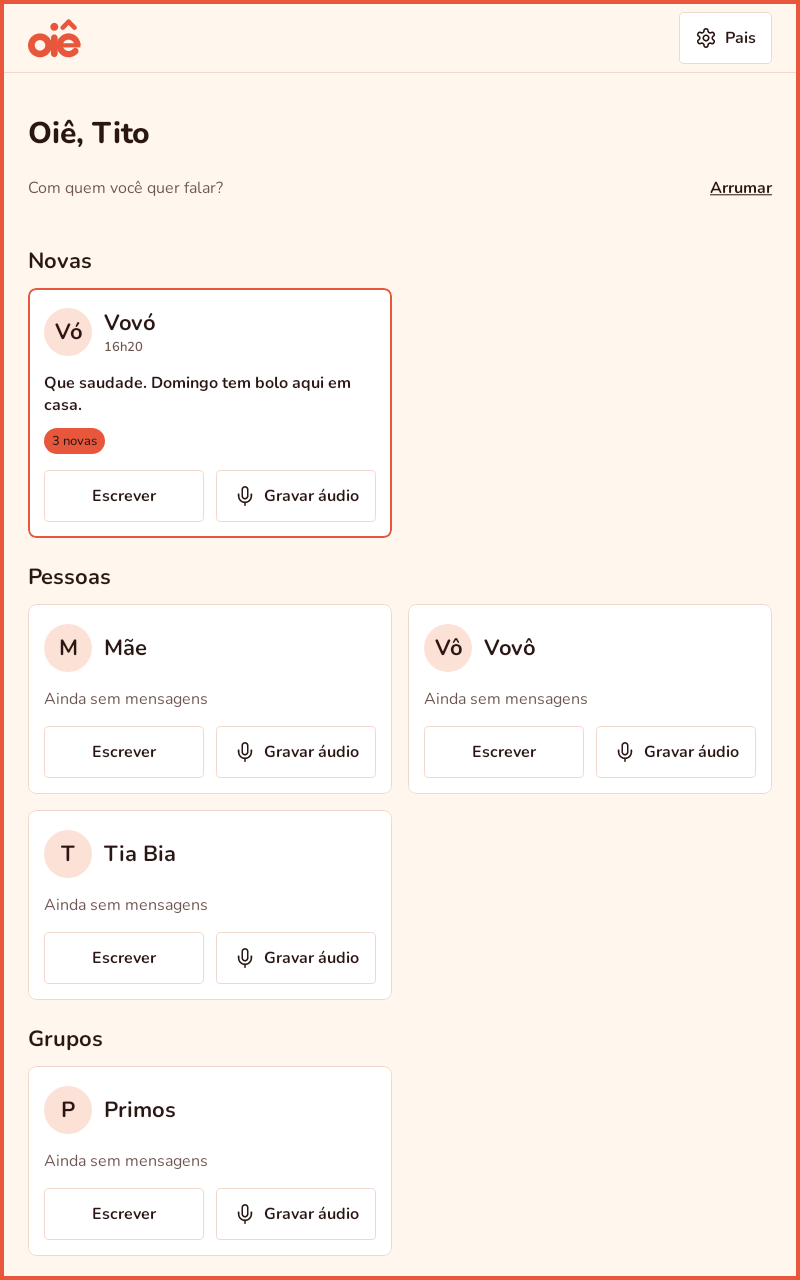 oiê
Pais
Oiê, Tito
Com quem você quer falar?
Arrumar
Novas
Vó
Vovó
16h20
Que saudade. Domingo tem bolo aqui em
casa.
3 novas
Escrever
Gravar áudio
Pessoas
M
Mãe
Ainda sem mensagens
Escrever
Gravar áudio
Vô
Vovô
Ainda sem mensagens
Escrever
Gravar áudio
T
Tia Bia
Ainda sem mensagens
Escrever
Gravar áudio
Grupos
P
Primos
Ainda sem mensagens
Escrever
Gravar áudio